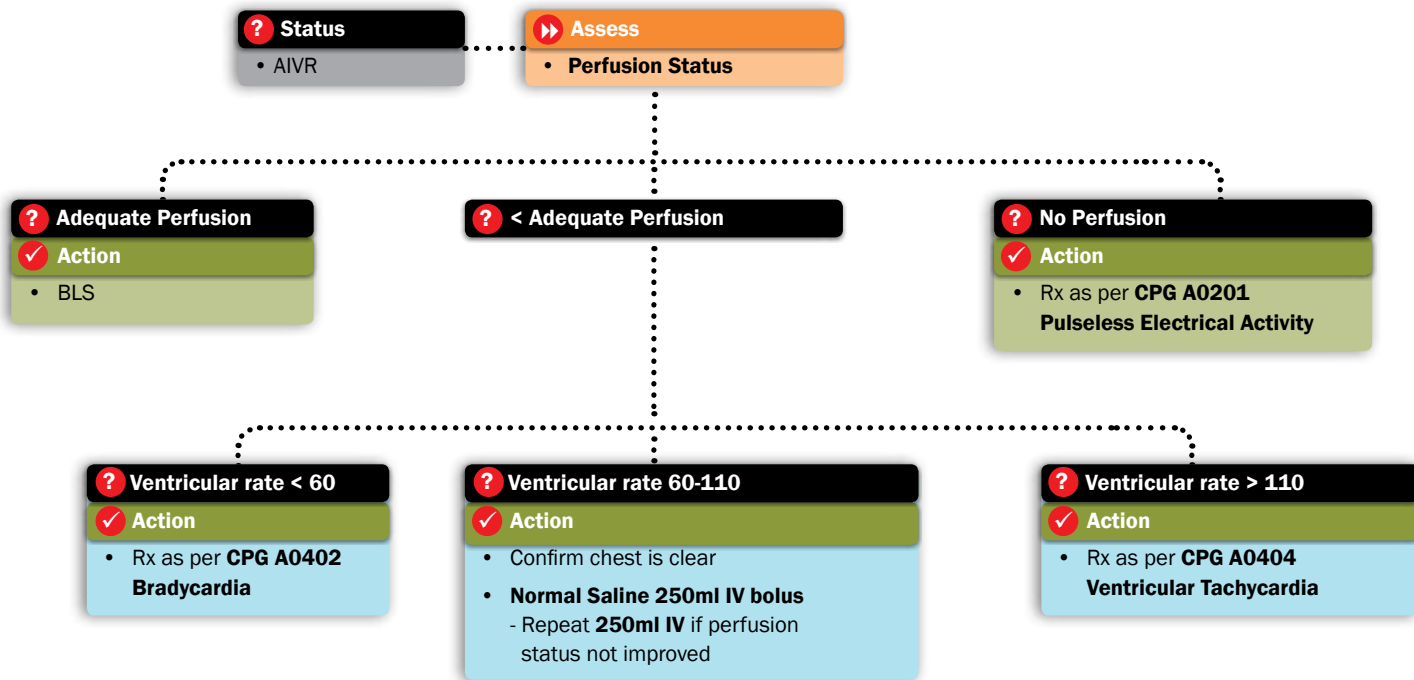 ? Status
• AIVR
Assess
• Perfusion Status
? Adequate Perfusion
Action
• BLS
? < Adequate Perfusion
? No Perfusion
Action
• Rx as per CPG A0201
Pulseless Electrical Activity
? Ventricular rate < 60
Action
• Rx as per CPG A0402
Bradycardia
? Ventricular rate 60-110
Action
• Confirm chest is clear
• Normal Saline 250ml IV bolus
- Repeat 250ml IV if perfusion
status not improved
? Ventricular rate > 110
Action
• Rx as per CPG A0404
Ventricular Tachycardia